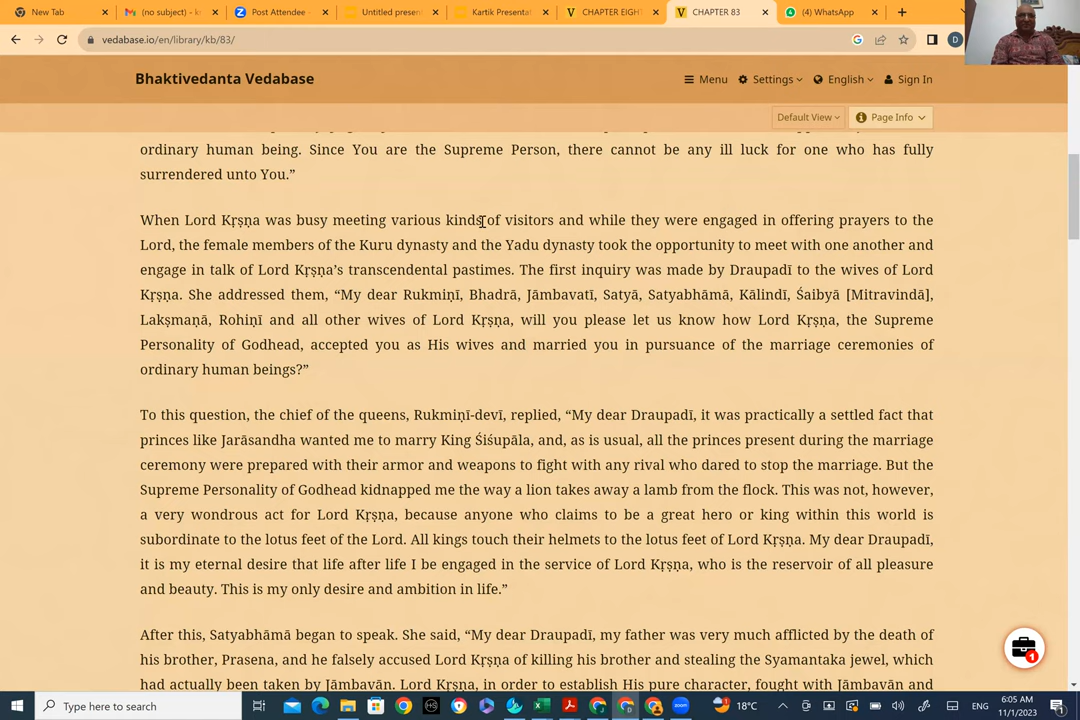 New Tab
(no subject) - k
Post Attendee -
Untitled presen
Kartik Presenta
CHAPTER EIGHT
CHAPTER 83
(4) WhatsApp
vedabase.io/en/library/kb/83/
D
Bhaktivedanta Vedabase
Menu
Settings
English
Sign In
Default View
Page Info
ordinary human being. Since You are the Supreme Person, there cannot be any ill luck for one who has fully
surrendered unto You.”
When Lord Kṛṣṇa was busy meeting various kinds of visitors and while they were engaged in offering prayers to the
Lord, the female members of the Kuru dynasty and the Yadu dynasty took the opportunity to meet with one another and
engage in talk of Lord Kṛṣṇa’s transcendental pastimes. The first inquiry was made by Draupadī to the wives of Lord
Kṛṣṇa. She addressed them, “My dear Rukmiṇī, Bhadrā, Jāmbavatī, Satyā, Satyabhāmā, Kālindī, Śaibyā [Mitravindā],
Lakṣmaṇā, Rohiṇī and all other wives of Lord Kṛṣṇa, will you please let us know how Lord Kṛṣṇa, the Supreme
Personality of Godhead, accepted you as His wives and married you in pursuance of the marriage ceremonies of
ordinary human beings?”
To this question, the chief of the queens, Rukmiṇī-devī, replied, “My dear Draupadī, it was practically a settled fact that
princes like Jarāsandha wanted me to marry King Śiśupāla, and, as is usual, all the princes present during the marriage
ceremony were prepared with their armor and weapons to fight with any rival who dared to stop the marriage. But the
Supreme Personality of Godhead kidnapped me the way a lion takes away a lamb from the flock. This was not, however,
a very wondrous act for Lord Kṛṣṇa, because anyone who claims to be a great hero or king within this world is
subordinate to the lotus feet of the Lord. All kings touch their helmets to the lotus feet of Lord Kṛṣṇa. My dear Draupadī,
it is my eternal desire that life after life I be engaged in the service of Lord Kṛṣṇa, who is the reservoir of all pleasure
and beauty. This is my only desire and ambition in life.”
After this, Satyabhāmā began to speak. She said, “My dear Draupadī, my father was very much afflicted by the death of
his brother, Prasena, and he falsely accused Lord Kṛṣṇa of killing his brother and stealing the Syamantaka jewel, which
had actually been taken by Jāmbavān. Lord Kṛṣṇa, in order to establish His pure character, fought with Jāmbavān and
1
Type here to search
18°C
ENG
6:05 AM
11/1/2023